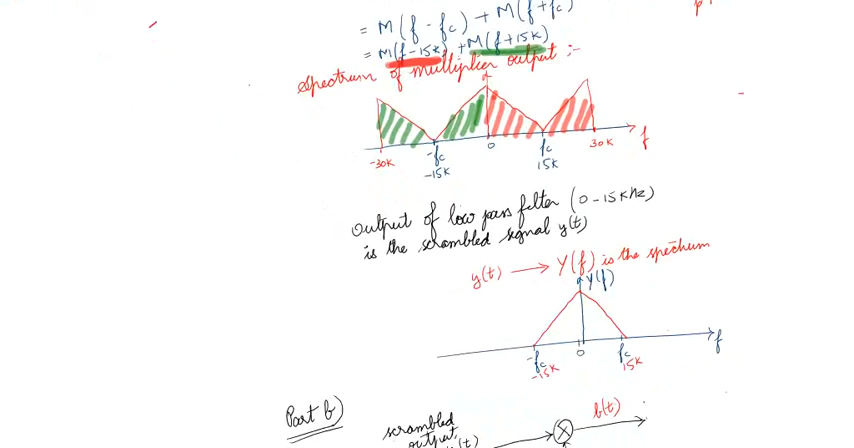 = M(f-fc) + M(f+fc)
= M(f-15k) + M(f+15k)
Spectrum of multiplier output :-
f
-30K -fc 0 fc 30K
-15K 15K
output of low pass filter (0-15KHz)
is the scrambled signal y(t)
y(t) → Y(f) is the spectrum
Y(f)
f
-fc 0 fc
-15K 15K
Part b)
scrambled
output
b(t)